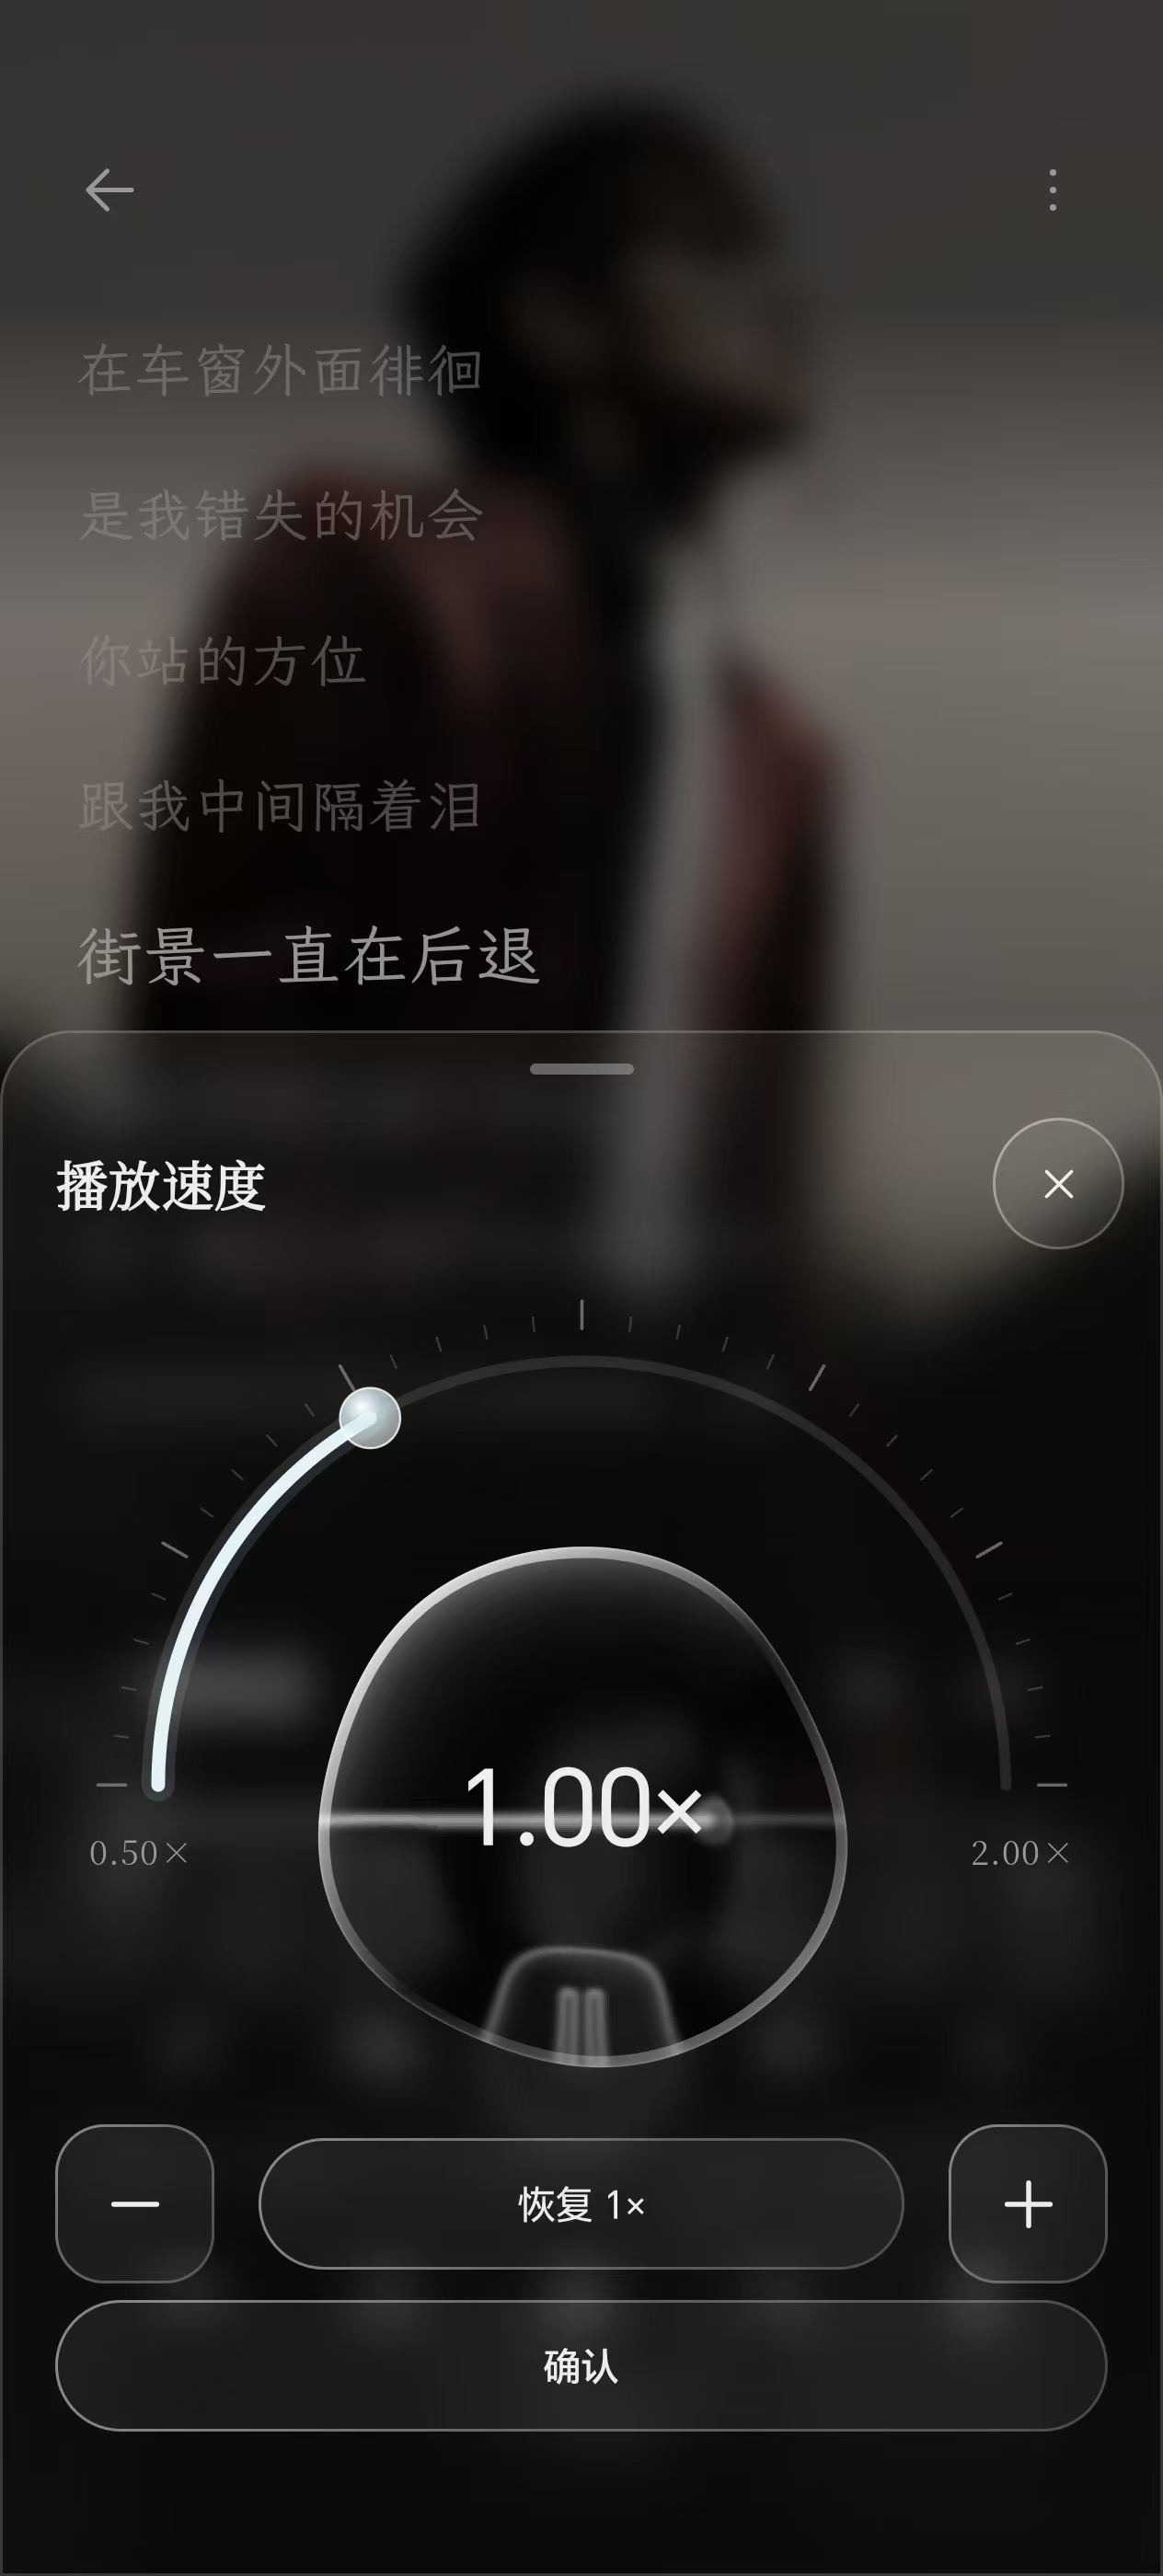 在车窗外面徘徊
是我错失的机会
你站的方位
跟我中间隔着泪
街景一直在后退
播放速度
0.50×
1.00×
2.00×
恢复 1×
确认